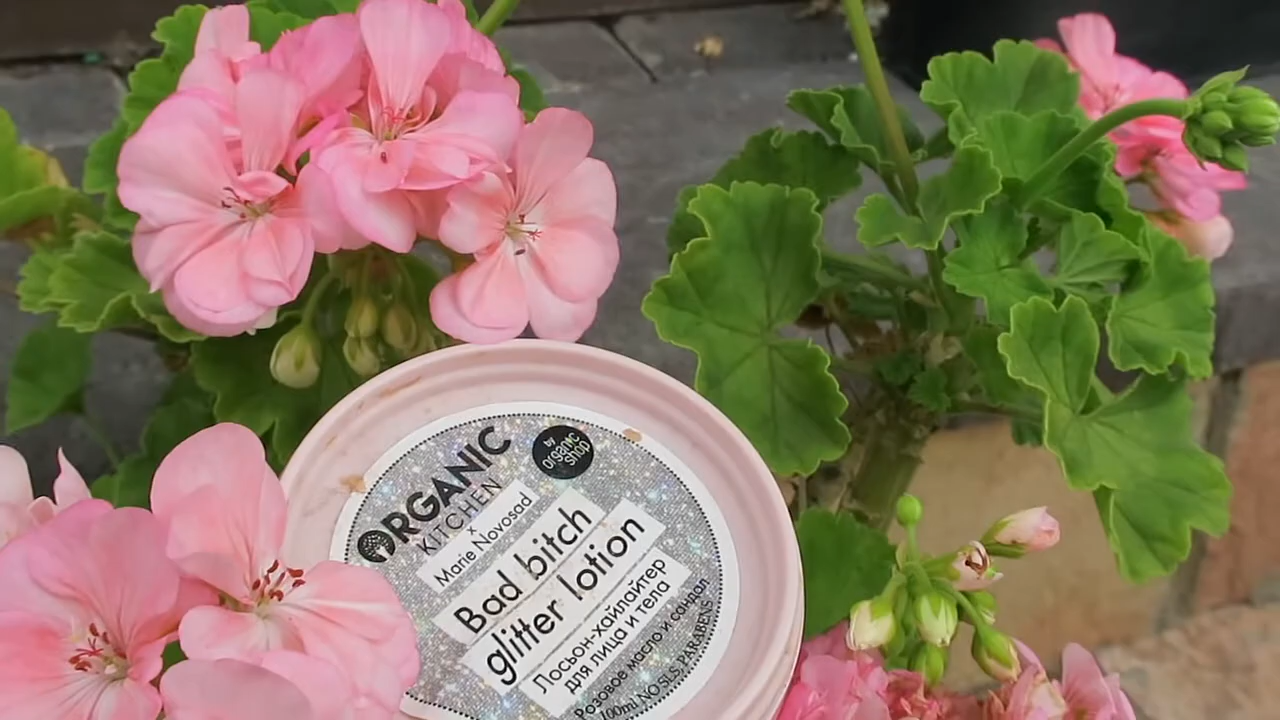 ORGANIC
KITCHEN
by
organic
shop
x
Marie Novosad
Bad bitch
glitter lotion
Лосьон-хайлайтер
для лица и тела
Розовое масло и сандал
100ml NO SLS, PARABENS